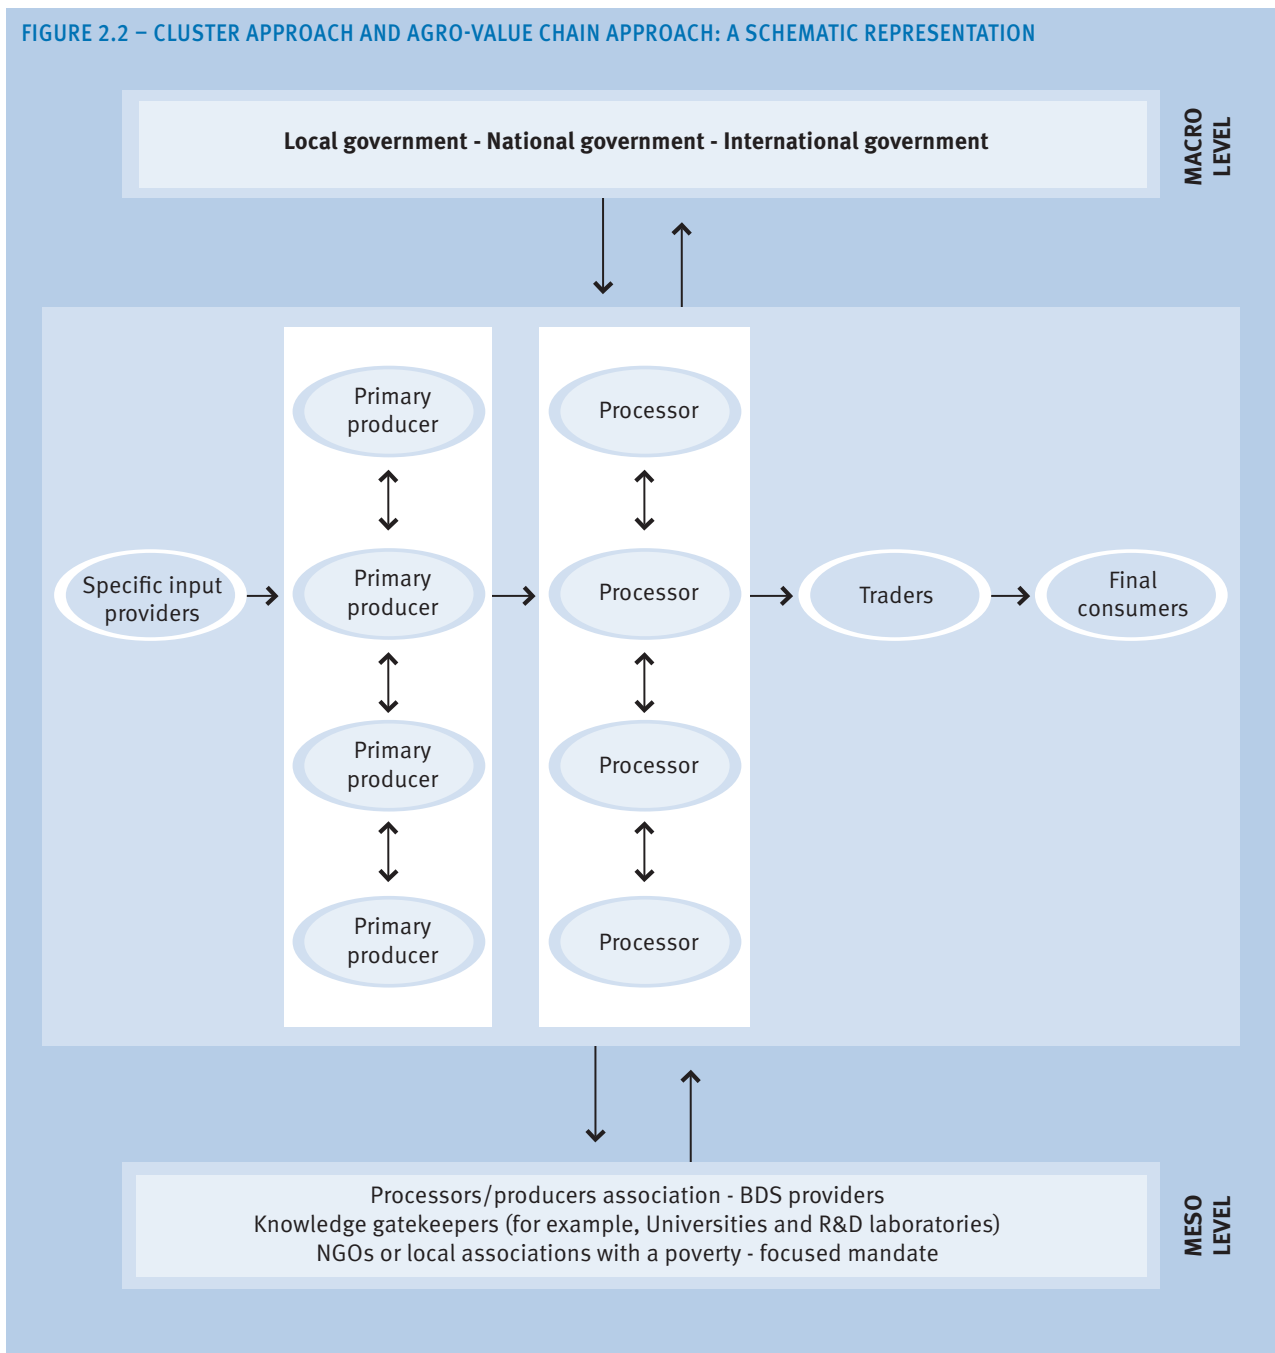 FIGURE 2.2 – CLUSTER APPROACH AND AGRO-VALUE CHAIN APPROACH: A SCHEMATIC REPRESENTATION
Local government - National government - International government
MACRO
LEVEL
Primary
producer
Processor
Specific input
providers
Primary
producer
Processor
Traders
Final
consumers
Primary
producer
Processor
Primary
producer
Processor
Processors/producers association - BDS providers
Knowledge gatekeepers (for example, Universities and R&D laboratories)
NGOs or local associations with a poverty - focused mandate
MESO
LEVEL